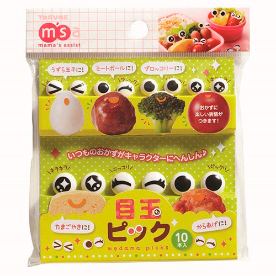 TORUNE
msa
mama's assist
うずら玉子に!
ミートボールに!
ブロッコリーに!
おかずに
楽しい表情が
つきます!
いつものおかずがキャラクターにへんしん♪
たまごやきに!
からあげに!
目玉
ピック
medama picks
10本入